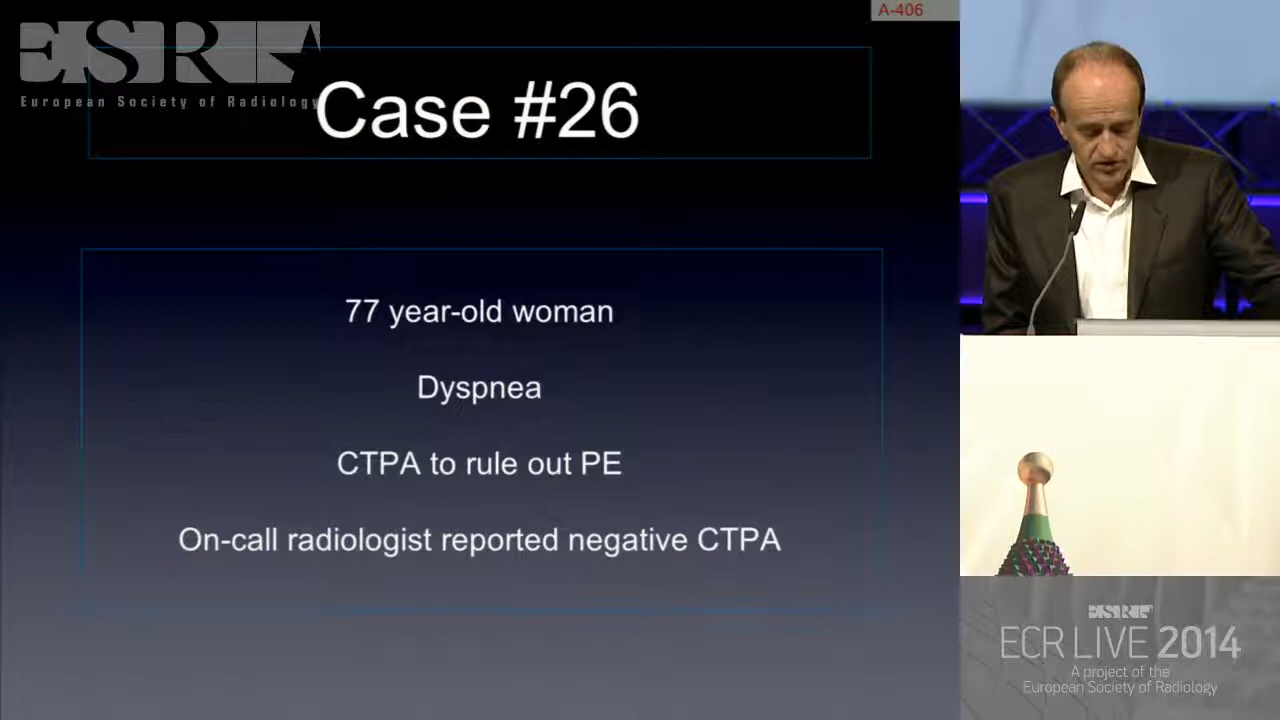 A-406
ESR
European Society of Radiology
Case #26
77 year-old woman
Dyspnea
CTPA to rule out PE
On-call radiologist reported negative CTPA
ESR
ECR LIVE 2014
A project of the
European Society of Radiology